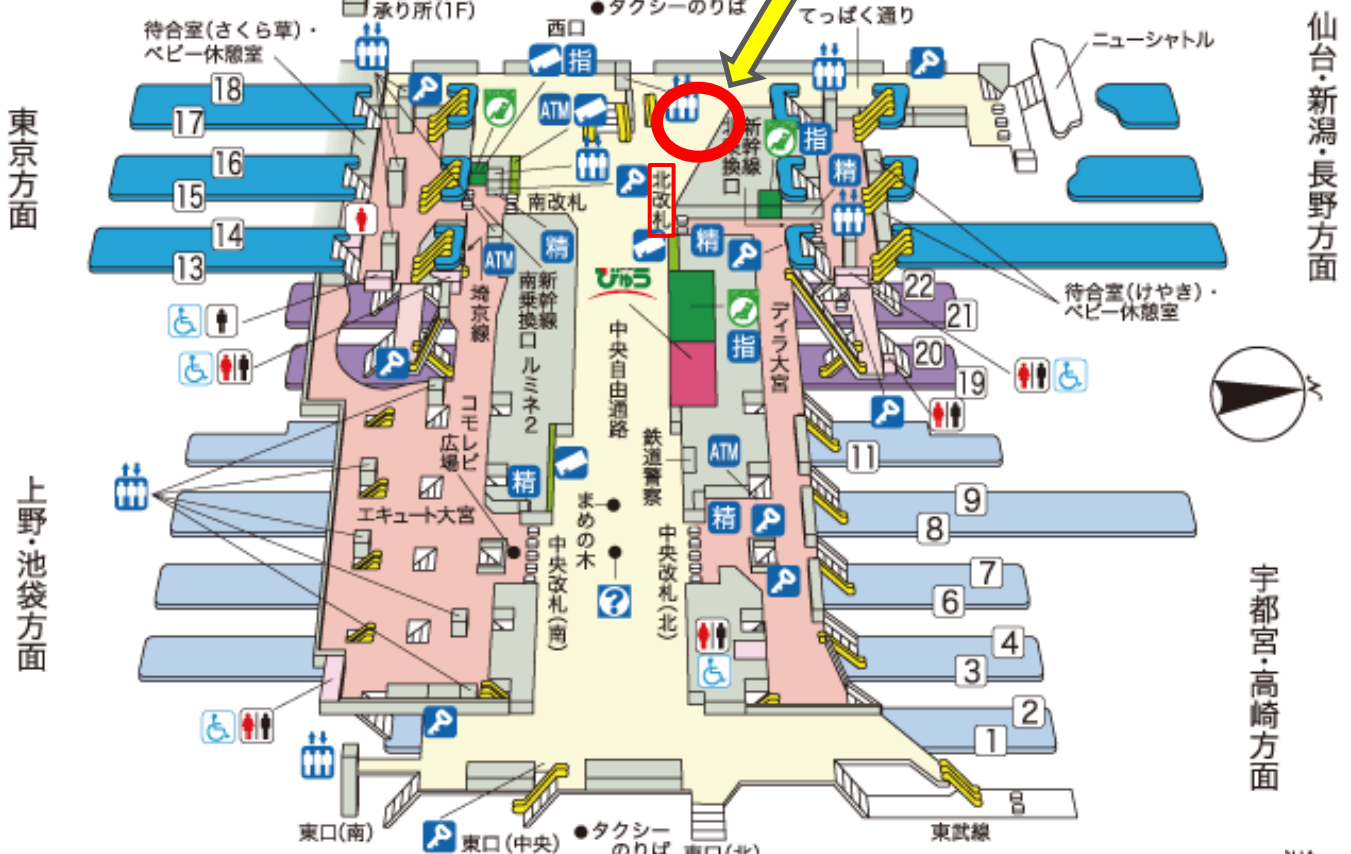 承り所(1F)
●タクシーのりば
てっぱく通り
待合室(さくら草)・
ベビー休憩室
西口
ニューシャトル
仙台・新潟・長野方面
東京方面
指
ATM
18
17
16
15
14
13
南改札
北改札
新幹線
換口
指
精
精
精
ATM
びゅう
新幹線
南乗換口
埼京線
ルミネ2
中央自由通路
指
ディラ大宮
22
21
20
19
待合室(けやき)・
ベビー休憩室
コモレビ
広場
鉄道警察
ATM
11
精
精
9
8
エキュート大宮
まめの木
中央改札(南)
中央改札(北)
?
7
6
4
3
2
1
上野・池袋方面
宇都宮・高崎方面
東口(南)
東口(中央)
●タクシー
のりば
東口(北)
東武線